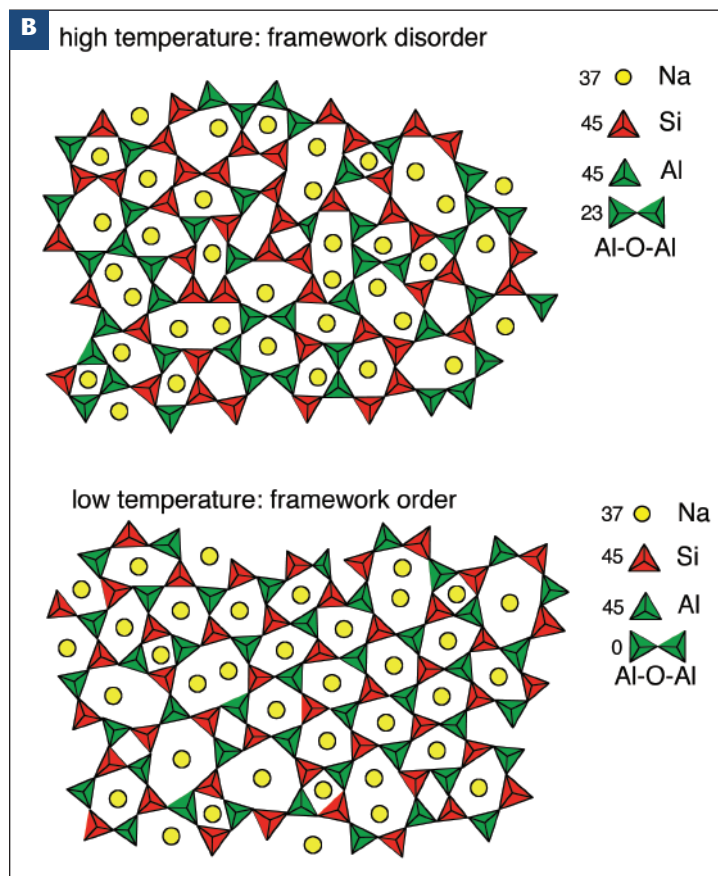 B
high temperature: framework disorder
37 Na
45 Si
45 Al
23
Al-O-Al
low temperature: framework order
37 Na
45 Si
45 Al
0
Al-O-Al